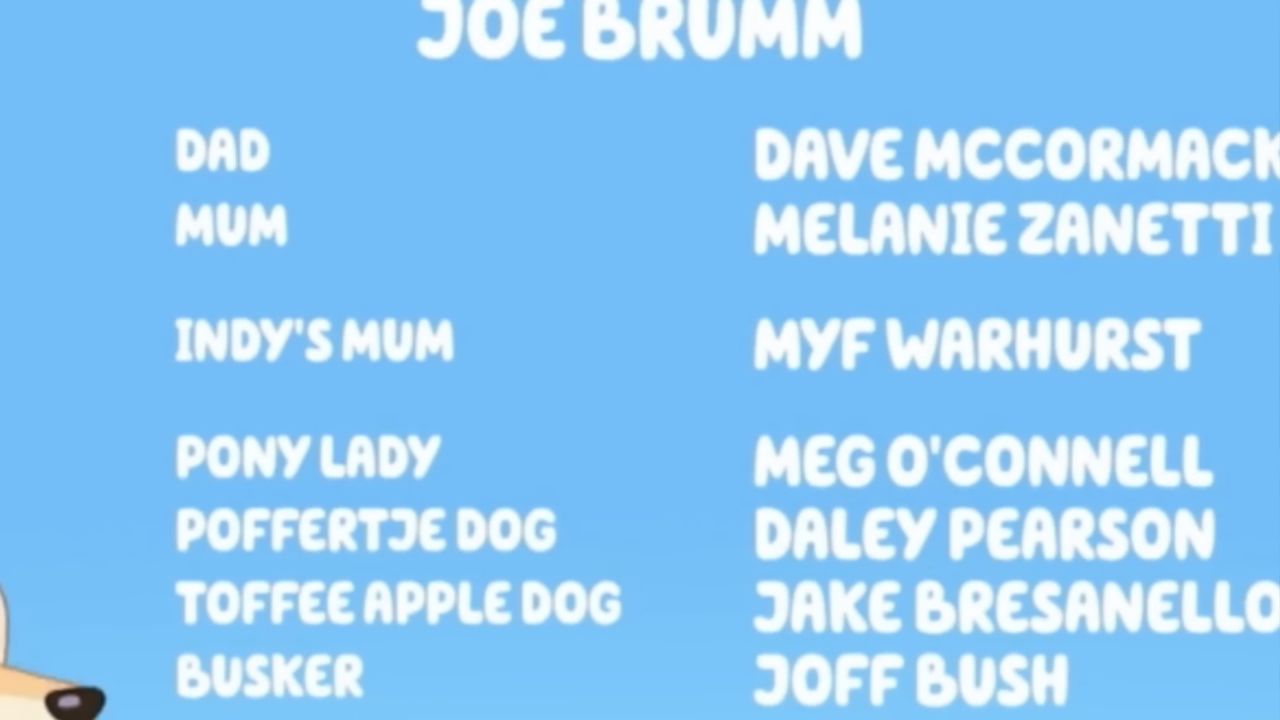 JOE BRUMM
DAD DAVE MCCORMACK
MUM MELANIE ZANETTI
INDY'S MUM MYF WARHURST
PONY LADY MEG O'CONNELL
POFFERTJE DOG DALEY PEARSON
TOFFEE APPLE DOG JAKE BRESANELLO
BUSKER JOFF BUSH